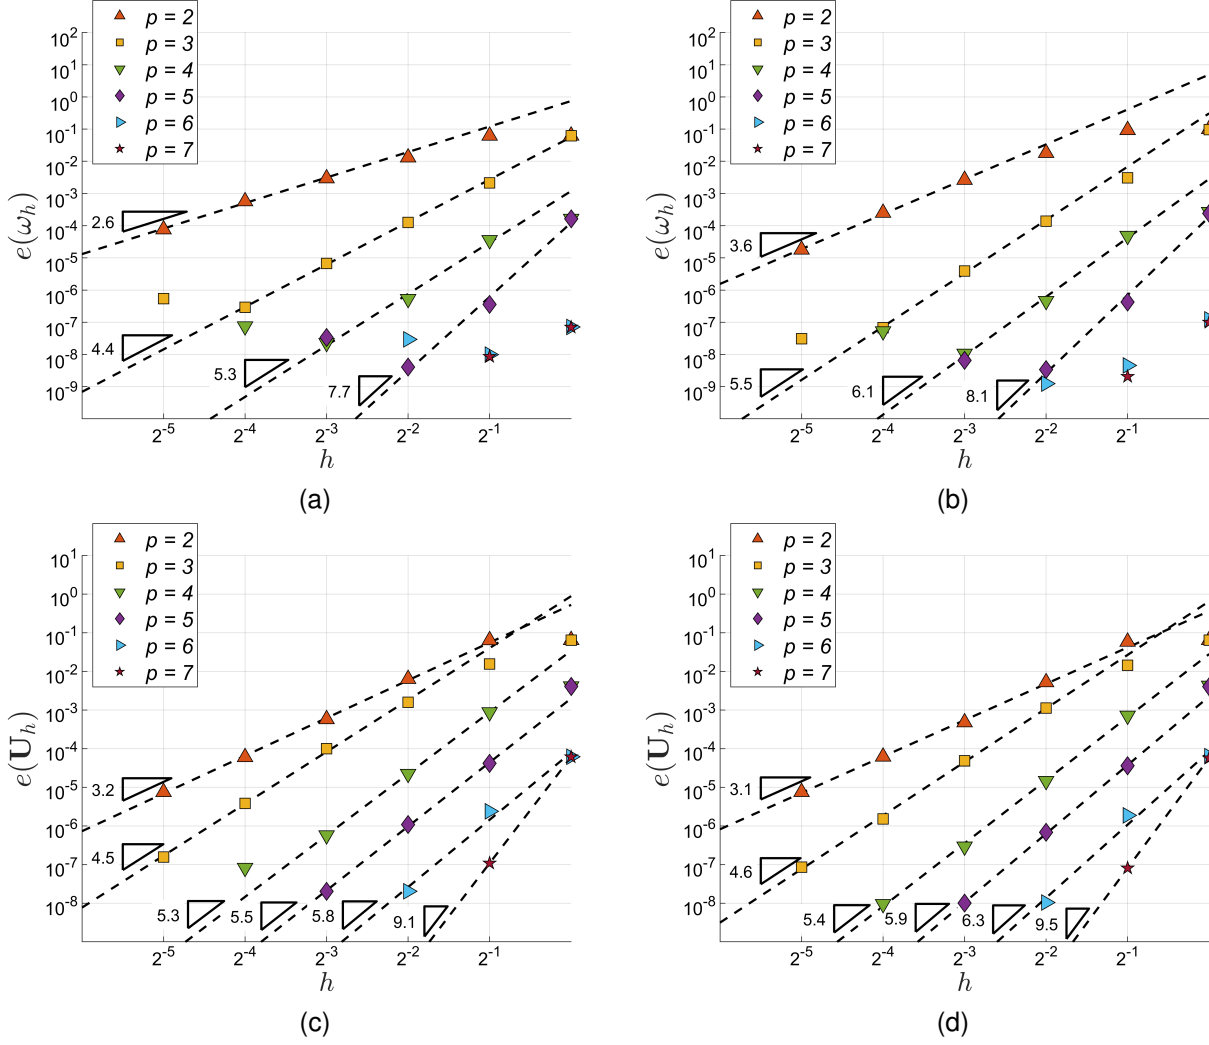 p = 2
p = 3
p = 4
p = 5
p = 6
p = 7
10^2
10^1
10^0
10^-1
10^-2
10^-3
10^-4
10^-5
10^-6
10^-7
10^-8
10^-9
e(ω_h)
2.6
4.4
5.3
7.7
2^-5 2^-4 2^-3 2^-2 2^-1
h
(a)
p = 2
p = 3
p = 4
p = 5
p = 6
p = 7
10^2
10^1
10^0
10^-1
10^-2
10^-3
10^-4
10^-5
10^-6
10^-7
10^-8
10^-9
e(ω_h)
3.6
5.5
6.1
8.1
2^-5 2^-4 2^-3 2^-2 2^-1
h
(b)
p = 2
p = 3
p = 4
p = 5
p = 6
p = 7
10^1
10^0
10^-1
10^-2
10^-3
10^-4
10^-5
10^-6
10^-7
10^-8
e(U_h)
3.2
4.5
5.3 5.5 5.8 9.1
2^-5 2^-4 2^-3 2^-2 2^-1
h
(c)
p = 2
p = 3
p = 4
p = 5
p = 6
p = 7
10^1
10^0
10^-1
10^-2
10^-3
10^-4
10^-5
10^-6
10^-7
10^-8
e(U_h)
3.1
4.6
5.4 5.9 6.3 9.5
2^-5 2^-4 2^-3 2^-2 2^-1
h
(d)